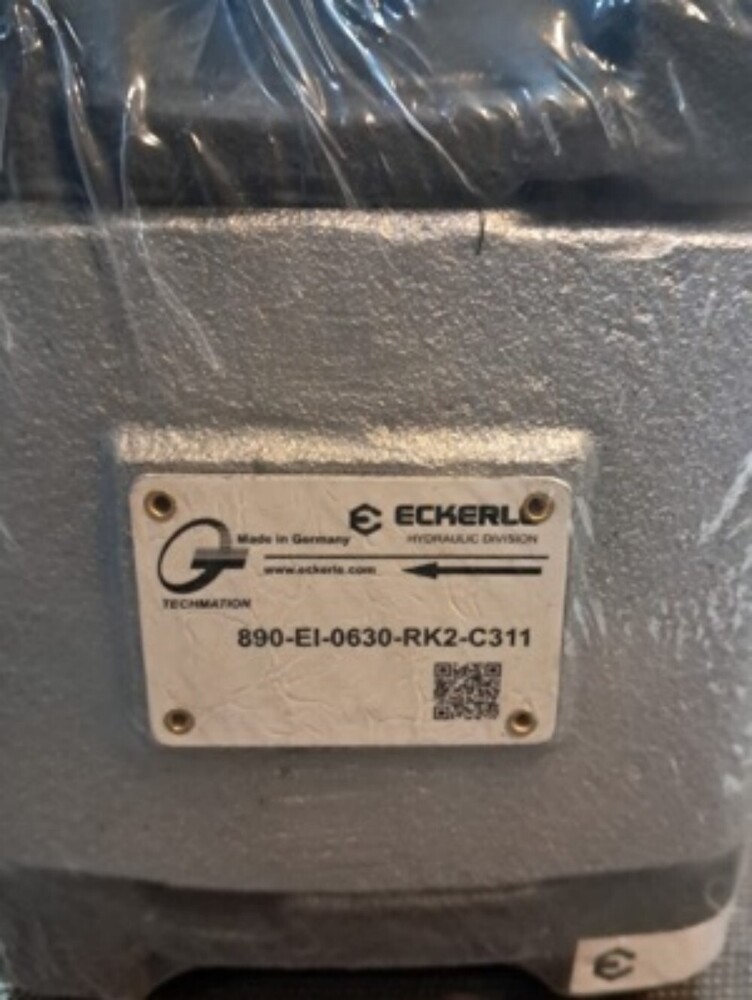 ECKERLE
Made in Germany
HYDRAULIC DIVISION
www.eckerle.com
TECHMATION
890-EI-0630-RK2-C311